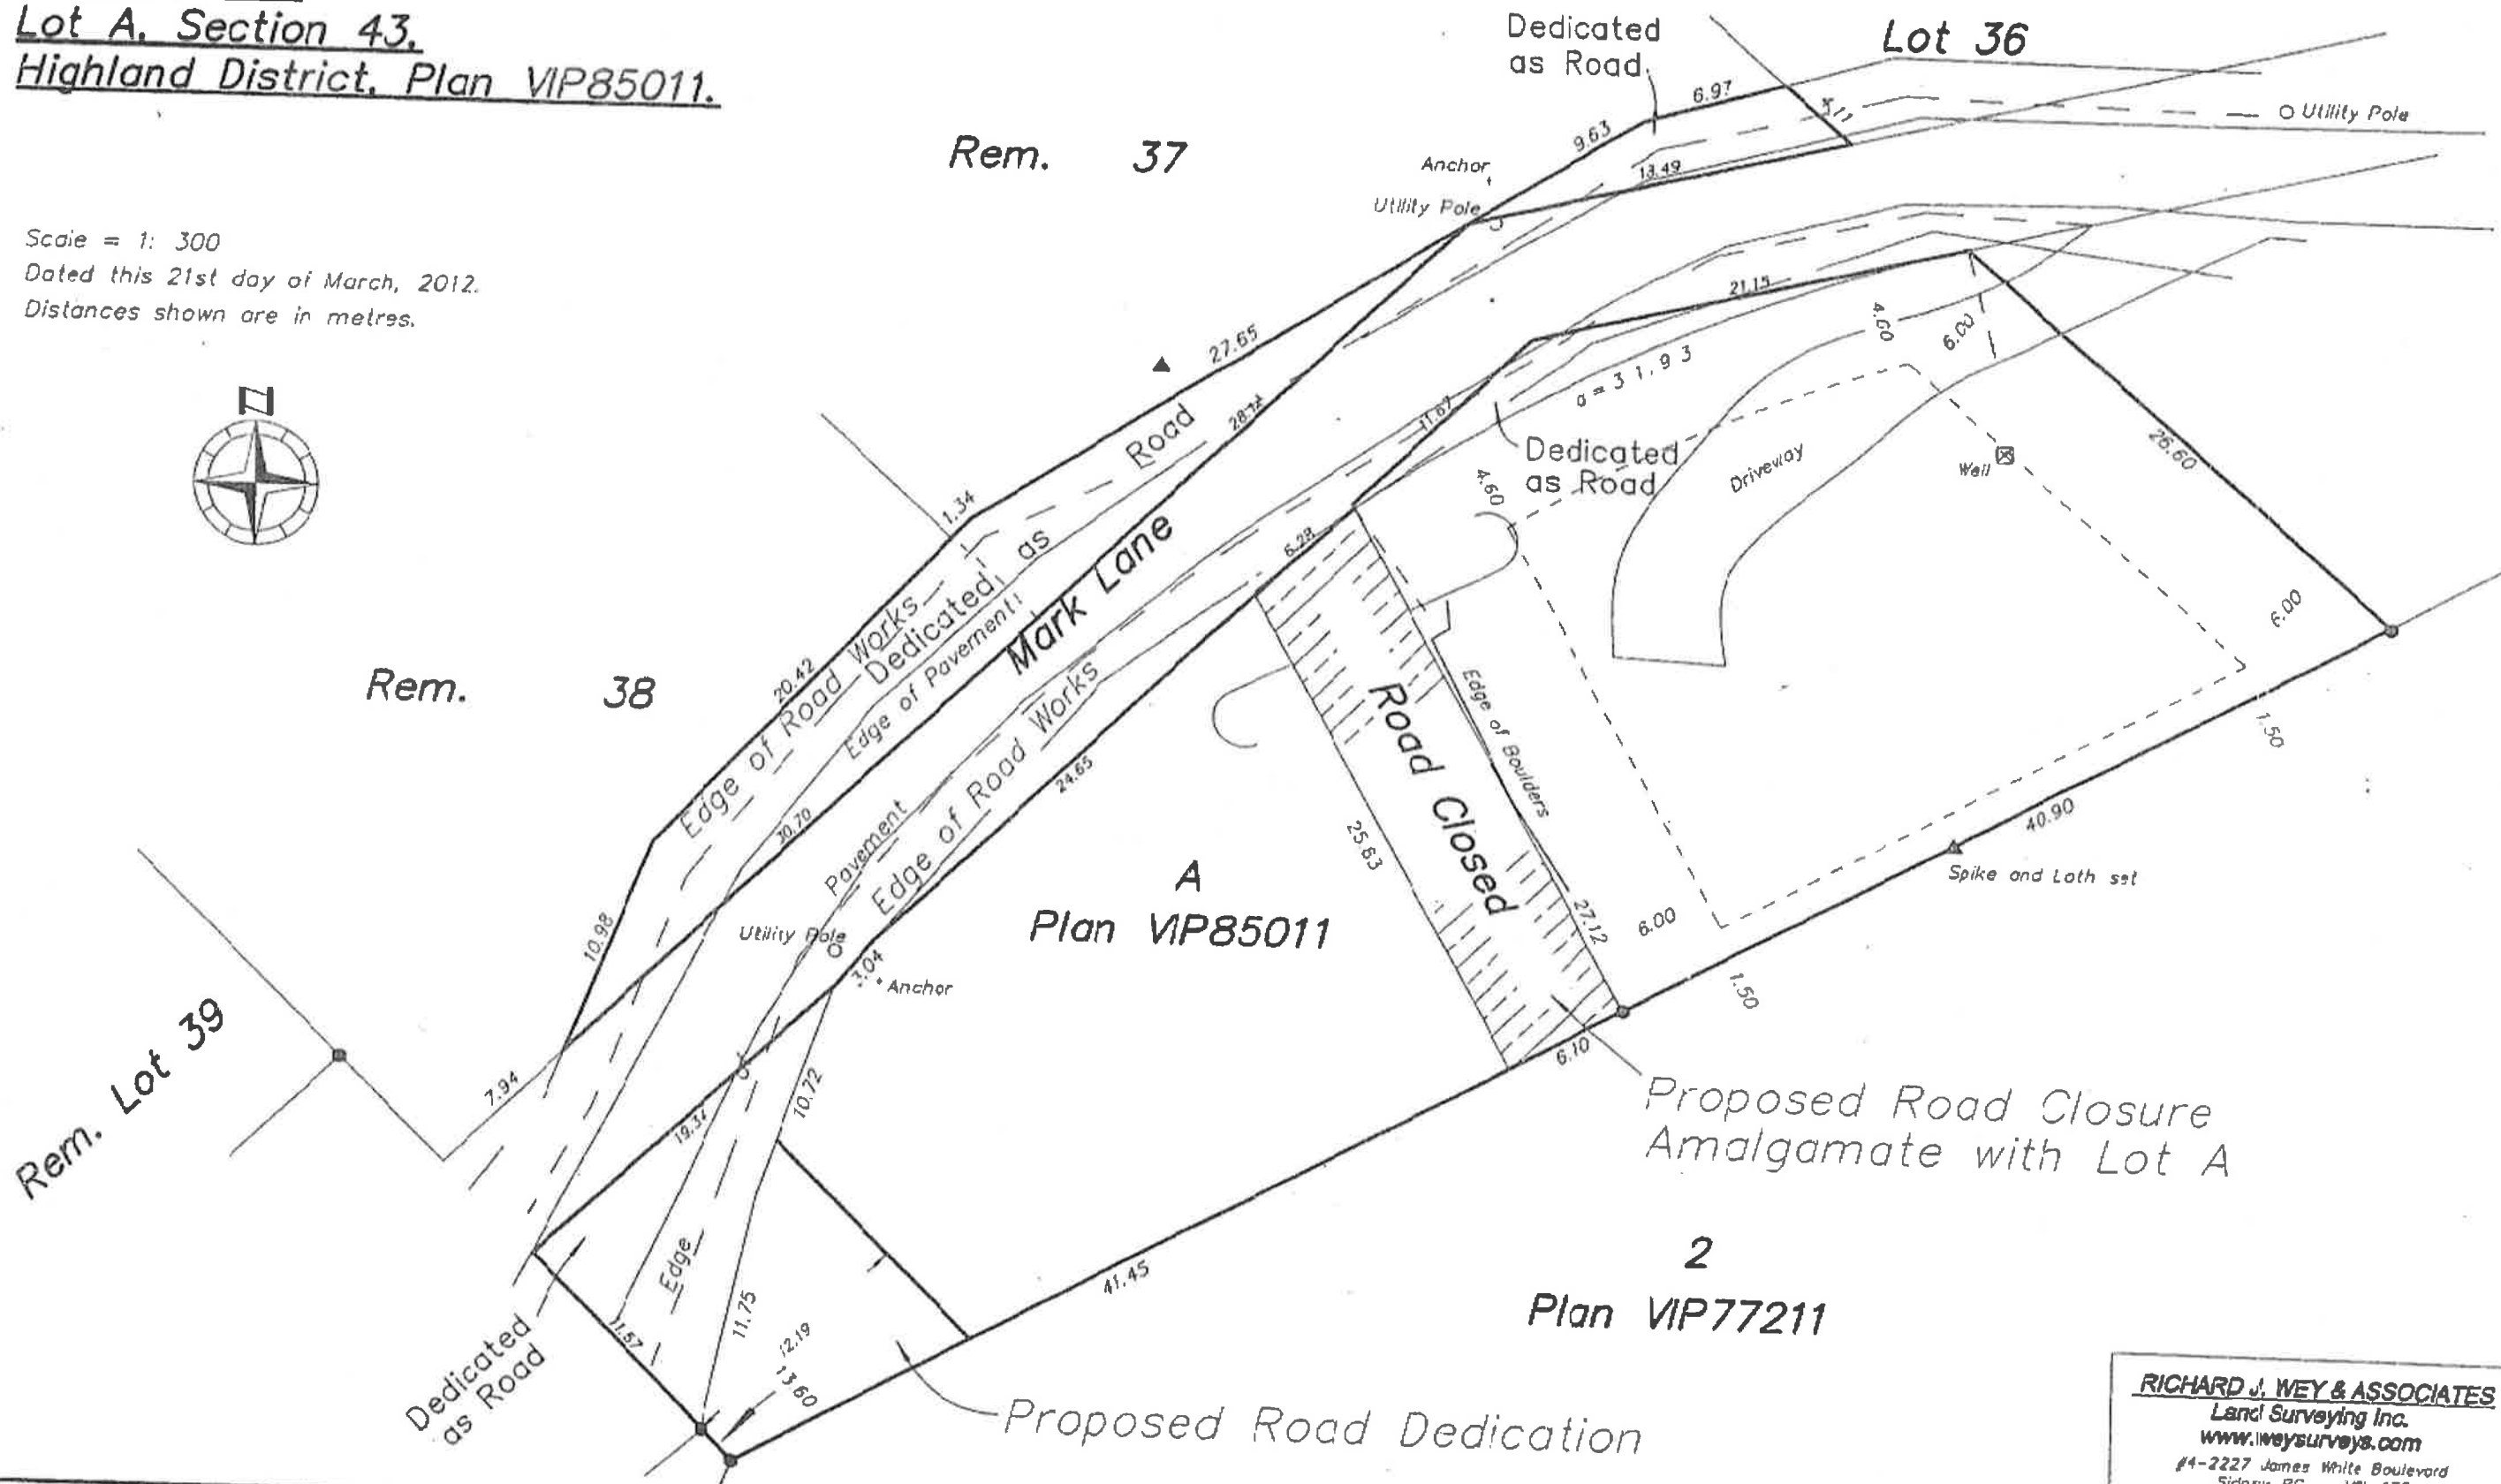 Lot A, Section 43,
Highland District, Plan VIP85011.
Scale = 1: 300
Dated this 21st day of March, 2012.
Distances shown are in metres.
N
Dedicated
as Road
Lot 36
6.97
9.63
Utility Pole
Rem. 37
Anchor
13.49
Utility Pole
27.65
28.74
21.15
4.60
6.00
a = 31.93
11.67
Dedicated
as Road
4.60
Driveway
Well
26.60
Road
as
Dedicated
1.34
6.28
Mark Lane
6.00
Rem. 38
20.42
Edge of Road Works
Edge of Pavement
Edge of Road Works
24.65
30.70
Pavement
Edge of Boulders
Road Closed
1.50
40.90
25.63
Spike and Lath set
A
Plan VIP85011
27.12
6.00
1.50
10.98
Utility Pole
3.04
Anchor
Rem. Lot 39
7.94
10.72
6.10
19.34
Proposed Road Closure
Amalgamate with Lot A
Edge
41.45
2
Plan VIP77211
11.57
11.75
12.19
13.60
Dedicated
as Road
Proposed Road Dedication
RICHARD J. WEY & ASSOCIATES
Land Surveying Inc.
www.weysurveys.com
#4-2227 James White Boulevard